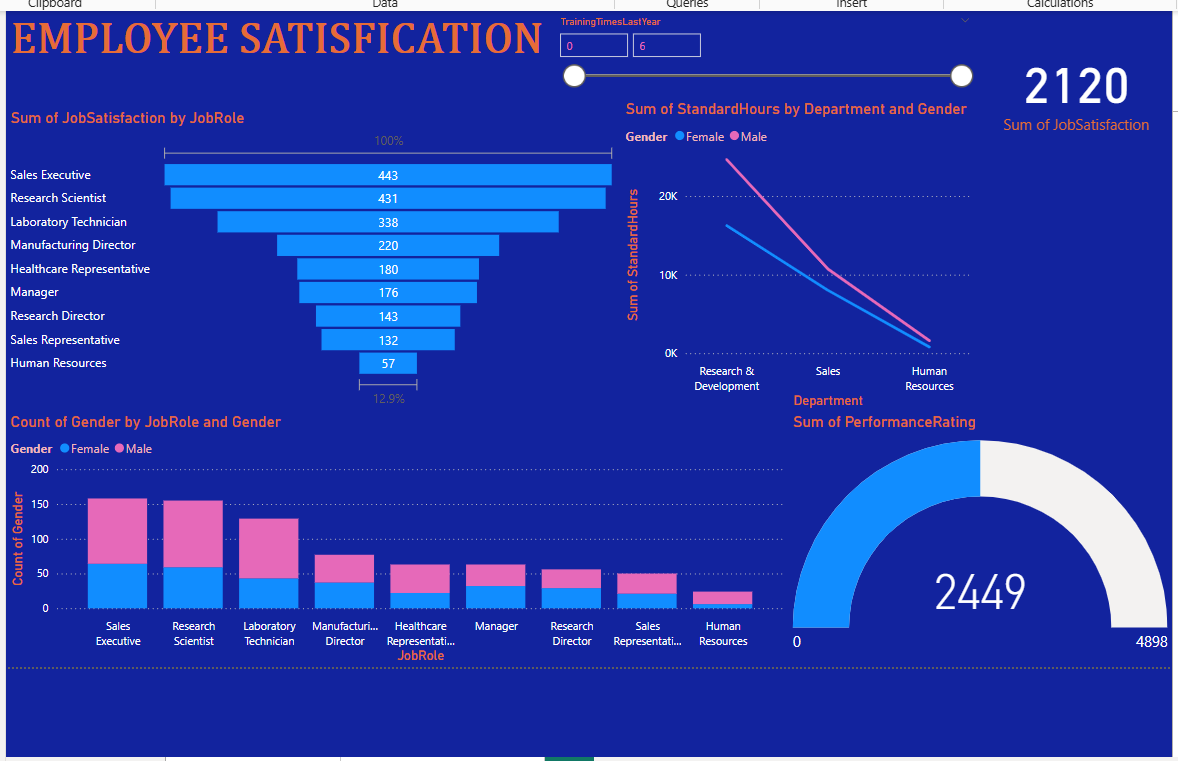 Clipboard
Data
Queries
Insert
Calculations
EMPLOYEE SATISFICATION
TrainingTimesLastYear
0
6
2120
Sum of JobSatisfaction
Sum of JobSatisfaction by JobRole
100%
Sales Executive
443
Research Scientist
431
Laboratory Technician
338
Manufacturing Director
220
Healthcare Representative
180
Manager
176
Research Director
143
Sales Representative
132
Human Resources
57
12.9%
Sum of StandardHours by Department and Gender
Gender Female Male
Sum of StandardHours
20K
10K
0K
Research &
Development
Sales
Human
Resources
Department
Count of Gender by JobRole and Gender
Gender Female Male
Count of Gender
200
150
100
50
0
Sales
Executive
Research
Scientist
Laboratory
Technician
Manufacturi...
Director
Healthcare
Representati...
Manager
Research
Director
Sales
Representati...
Human
Resources
JobRole
Sum of PerformanceRating
2449
0
4898